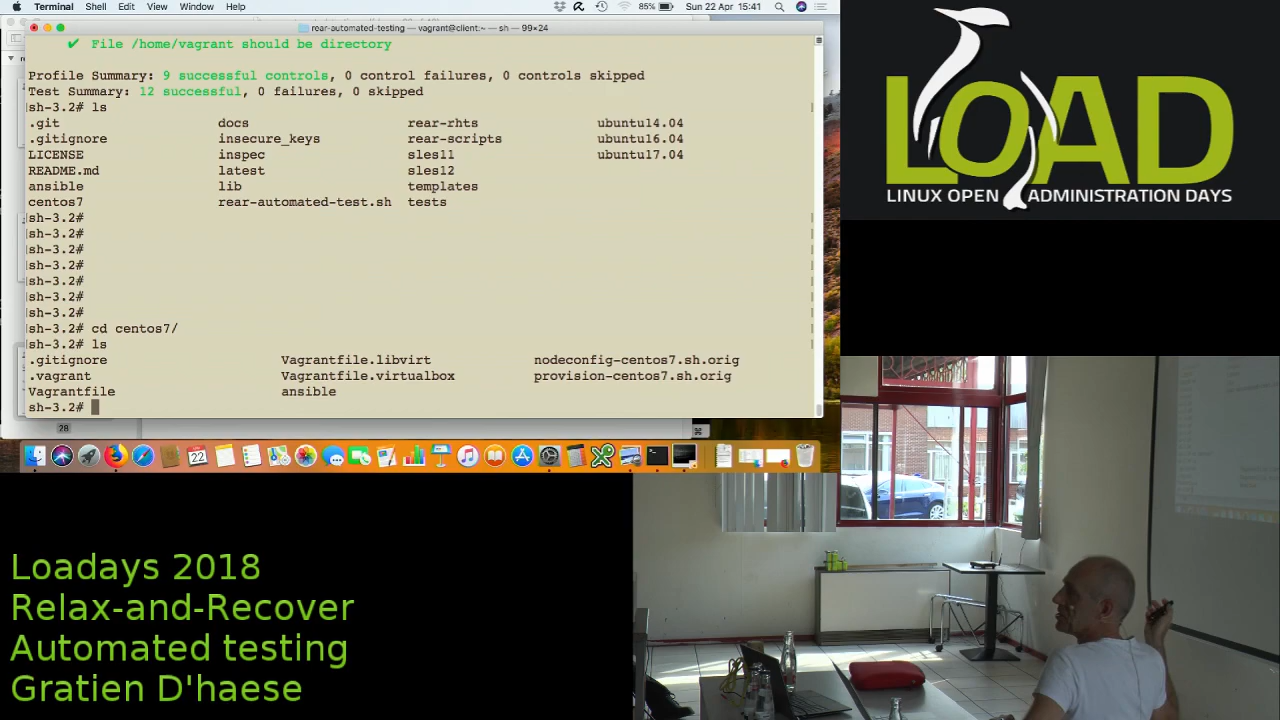 Terminal Shell Edit View Window Help
85% Sun 22 Apr 15:41
rear-automated-testing — vagrant@client:~ — sh — 99×24
✔ File /home/vagrant should be directory
Profile Summary: 9 successful controls, 0 control failures, 0 controls skipped
Test Summary: 12 successful, 0 failures, 0 skipped
sh-3.2# ls
.git docs rear-rhts ubuntu14.04
.gitignore insecure_keys rear-scripts ubuntu16.04
LICENSE inspec sles11 ubuntu17.04
README.md latest sles12
ansible lib templates
centos7 rear-automated-test.sh tests
sh-3.2#
sh-3.2#
sh-3.2#
sh-3.2#
sh-3.2#
sh-3.2#
sh-3.2#
sh-3.2# cd centos7/
sh-3.2# ls
.gitignore Vagrantfile.libvirt nodeconfig-centos7.sh.orig
.vagrant Vagrantfile.virtualbox provision-centos7.sh.orig
Vagrantfile ansible
sh-3.2#
28
22
LOAD
LINUX OPEN ADMINISTRATION DAYS
Loadays 2018
Relax-and-Recover
Automated testing
Gratien D'haese